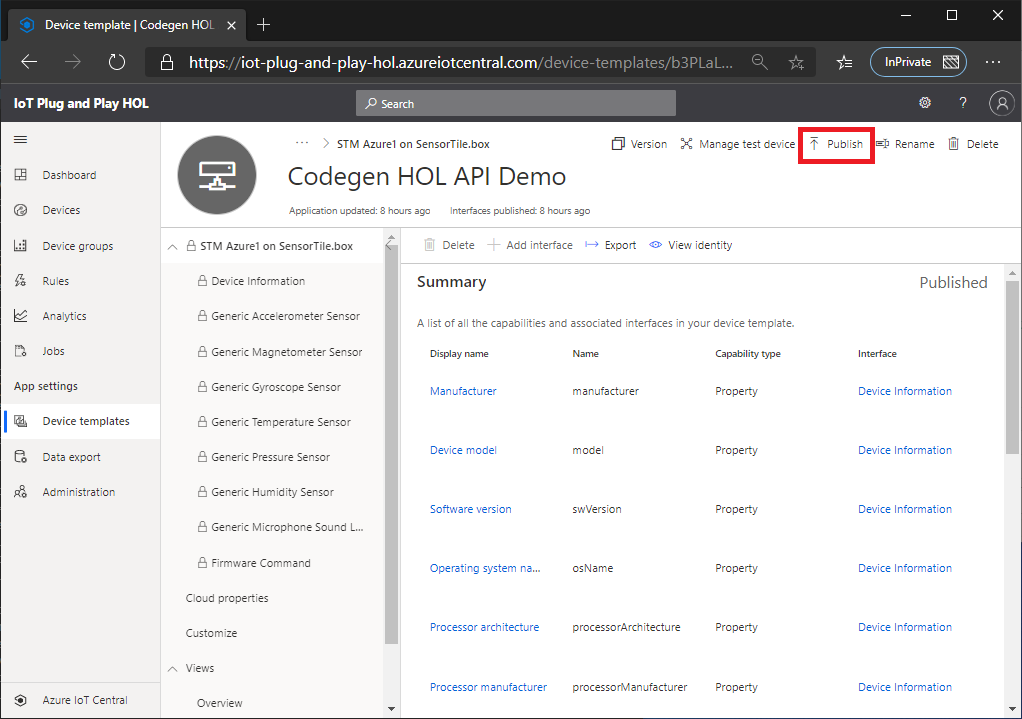 Device template | Codegen HOL
https://iot-plug-and-play-hol.azureiotcentral.com/device-templates/b3PLaL...
InPrivate
IoT Plug and Play HOL
Search
?
Dashboard
Devices
Device groups
Rules
Analytics
Jobs
App settings
Device templates
Data export
Administration
Azure IoT Central
... > STM Azure1 on SensorTile.box
Version
Manage test device
Publish
Rename
Delete
Codegen HOL API Demo
Application updated: 8 hours ago
Interfaces published: 8 hours ago
STM Azure1 on SensorTile.box
Device Information
Generic Accelerometer Sensor
Generic Magnetometer Sensor
Generic Gyroscope Sensor
Generic Temperature Sensor
Generic Pressure Sensor
Generic Humidity Sensor
Generic Microphone Sound L...
Firmware Command
Cloud properties
Customize
Views
Overview
Delete
Add interface
Export
View identity
Summary
Published
A list of all the capabilities and associated interfaces in your device template.
Display name Name Capability type Interface
Manufacturer manufacturer Property Device Information
Device model model Property Device Information
Software version swVersion Property Device Information
Operating system na... osName Property Device Information
Processor architecture processorArchitecture Property Device Information
Processor manufacturer processorManufacturer Property Device Information